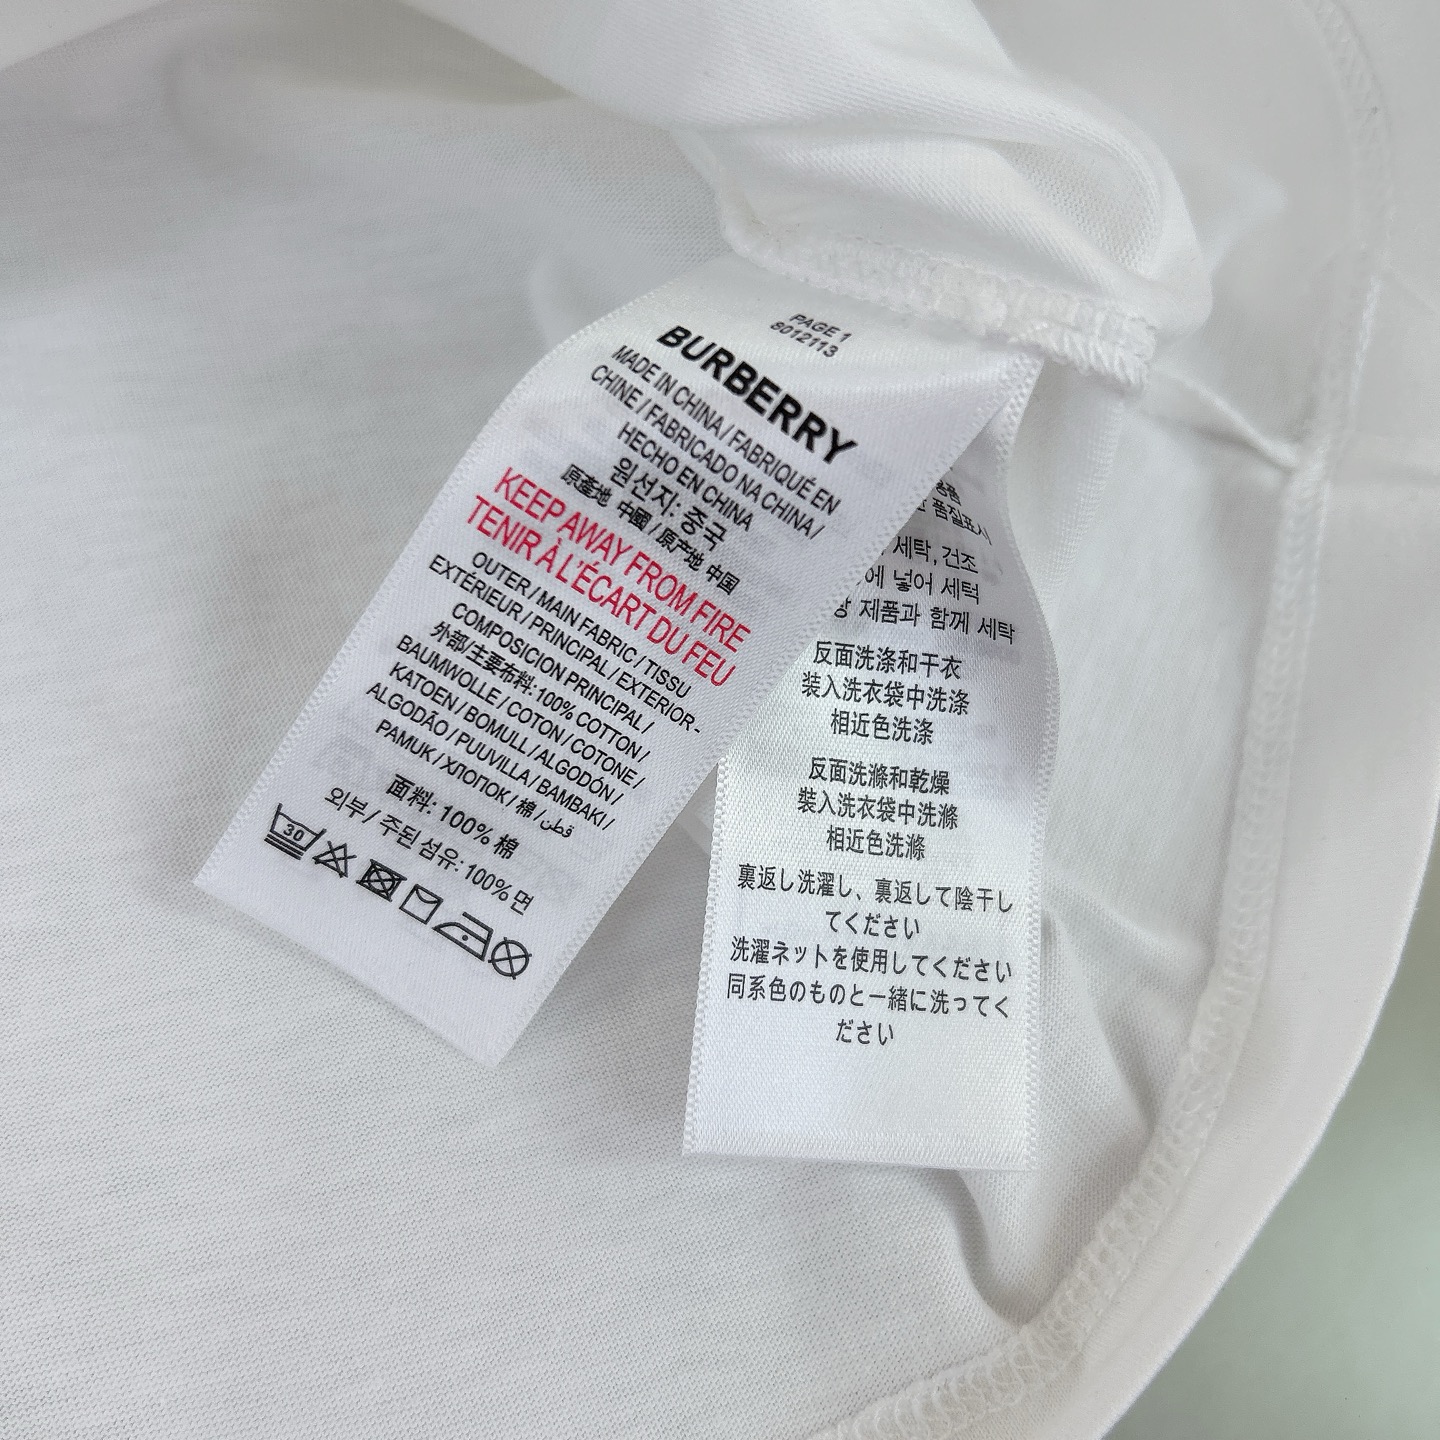 PAGE 1
8012113
BURBERRY
MADE IN CHINA / FABRIQUÉ EN
CHINE / FABRICADO NA CHINA /
HECHO EN CHINA
원선지: 중국
原產地 中國 / 原产地 中国
KEEP AWAY FROM FIRE
TENIR À L'ÉCART DU FEU
OUTER / MAIN FABRIC / TISSU
EXTÉRIEUR / PRINCIPAL / EXTERIOR -
COMPOSICION PRINCIPAL /
外部/主要布料: 100% COTTON /
BAUMWOLLE / COTON / COTONE /
KATOEN / BOMULL / ALGODÓN /
ALGODÃO / PUUVILLA / BAMBAKI /
PAMUK / ХЛОПОК / 棉 / قطن
面料: 100% 棉
외부 / 주된 섬유: 100% 면
30
품질표시
세탁, 건조
에 넣어 세턱
제품과 함께 세탁
反面洗涤和干衣
装入洗衣袋中洗涤
相近色洗涤
反面洗滌和乾燥
裝入洗衣袋中洗滌
相近色洗滌
裏返し洗濯し、裏返して陰干し
てください
洗濯ネットを使用してください
同系色のものと一緒に洗ってく
ださい